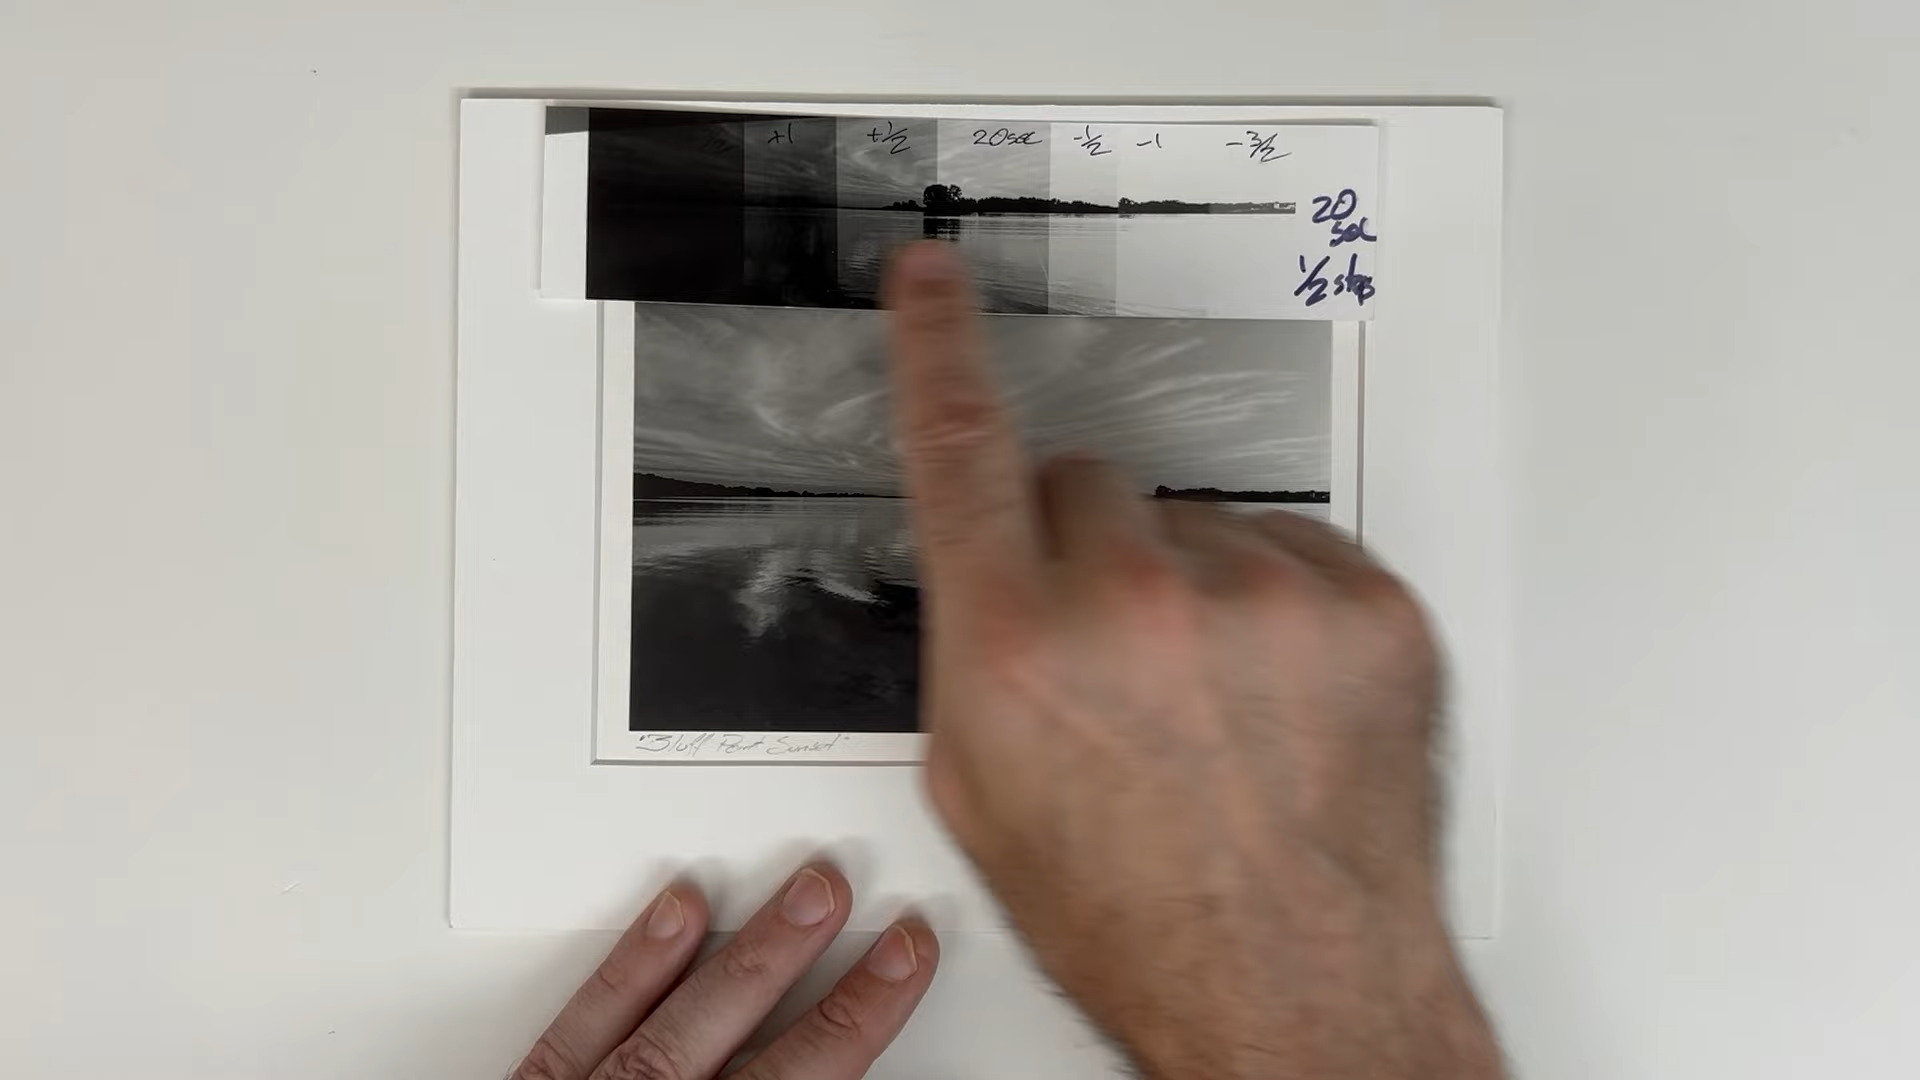 +1 +½ 20sec -½ -1 -3/2
20
sec
½ stop
"Bluff Point Sunset"